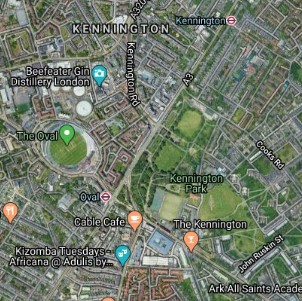 A320
Kennington
KENNINGTON
Beefeater Gin
Distillery London
Kennington Rd
A3
The Oval
Cooks Rd
Kennington
Park
Oval
Cable Cafe
The Kennington
Kizomba Tuesdays -
Africana @ Adulis by...
John Ruskin St
Ark All Saints Acade